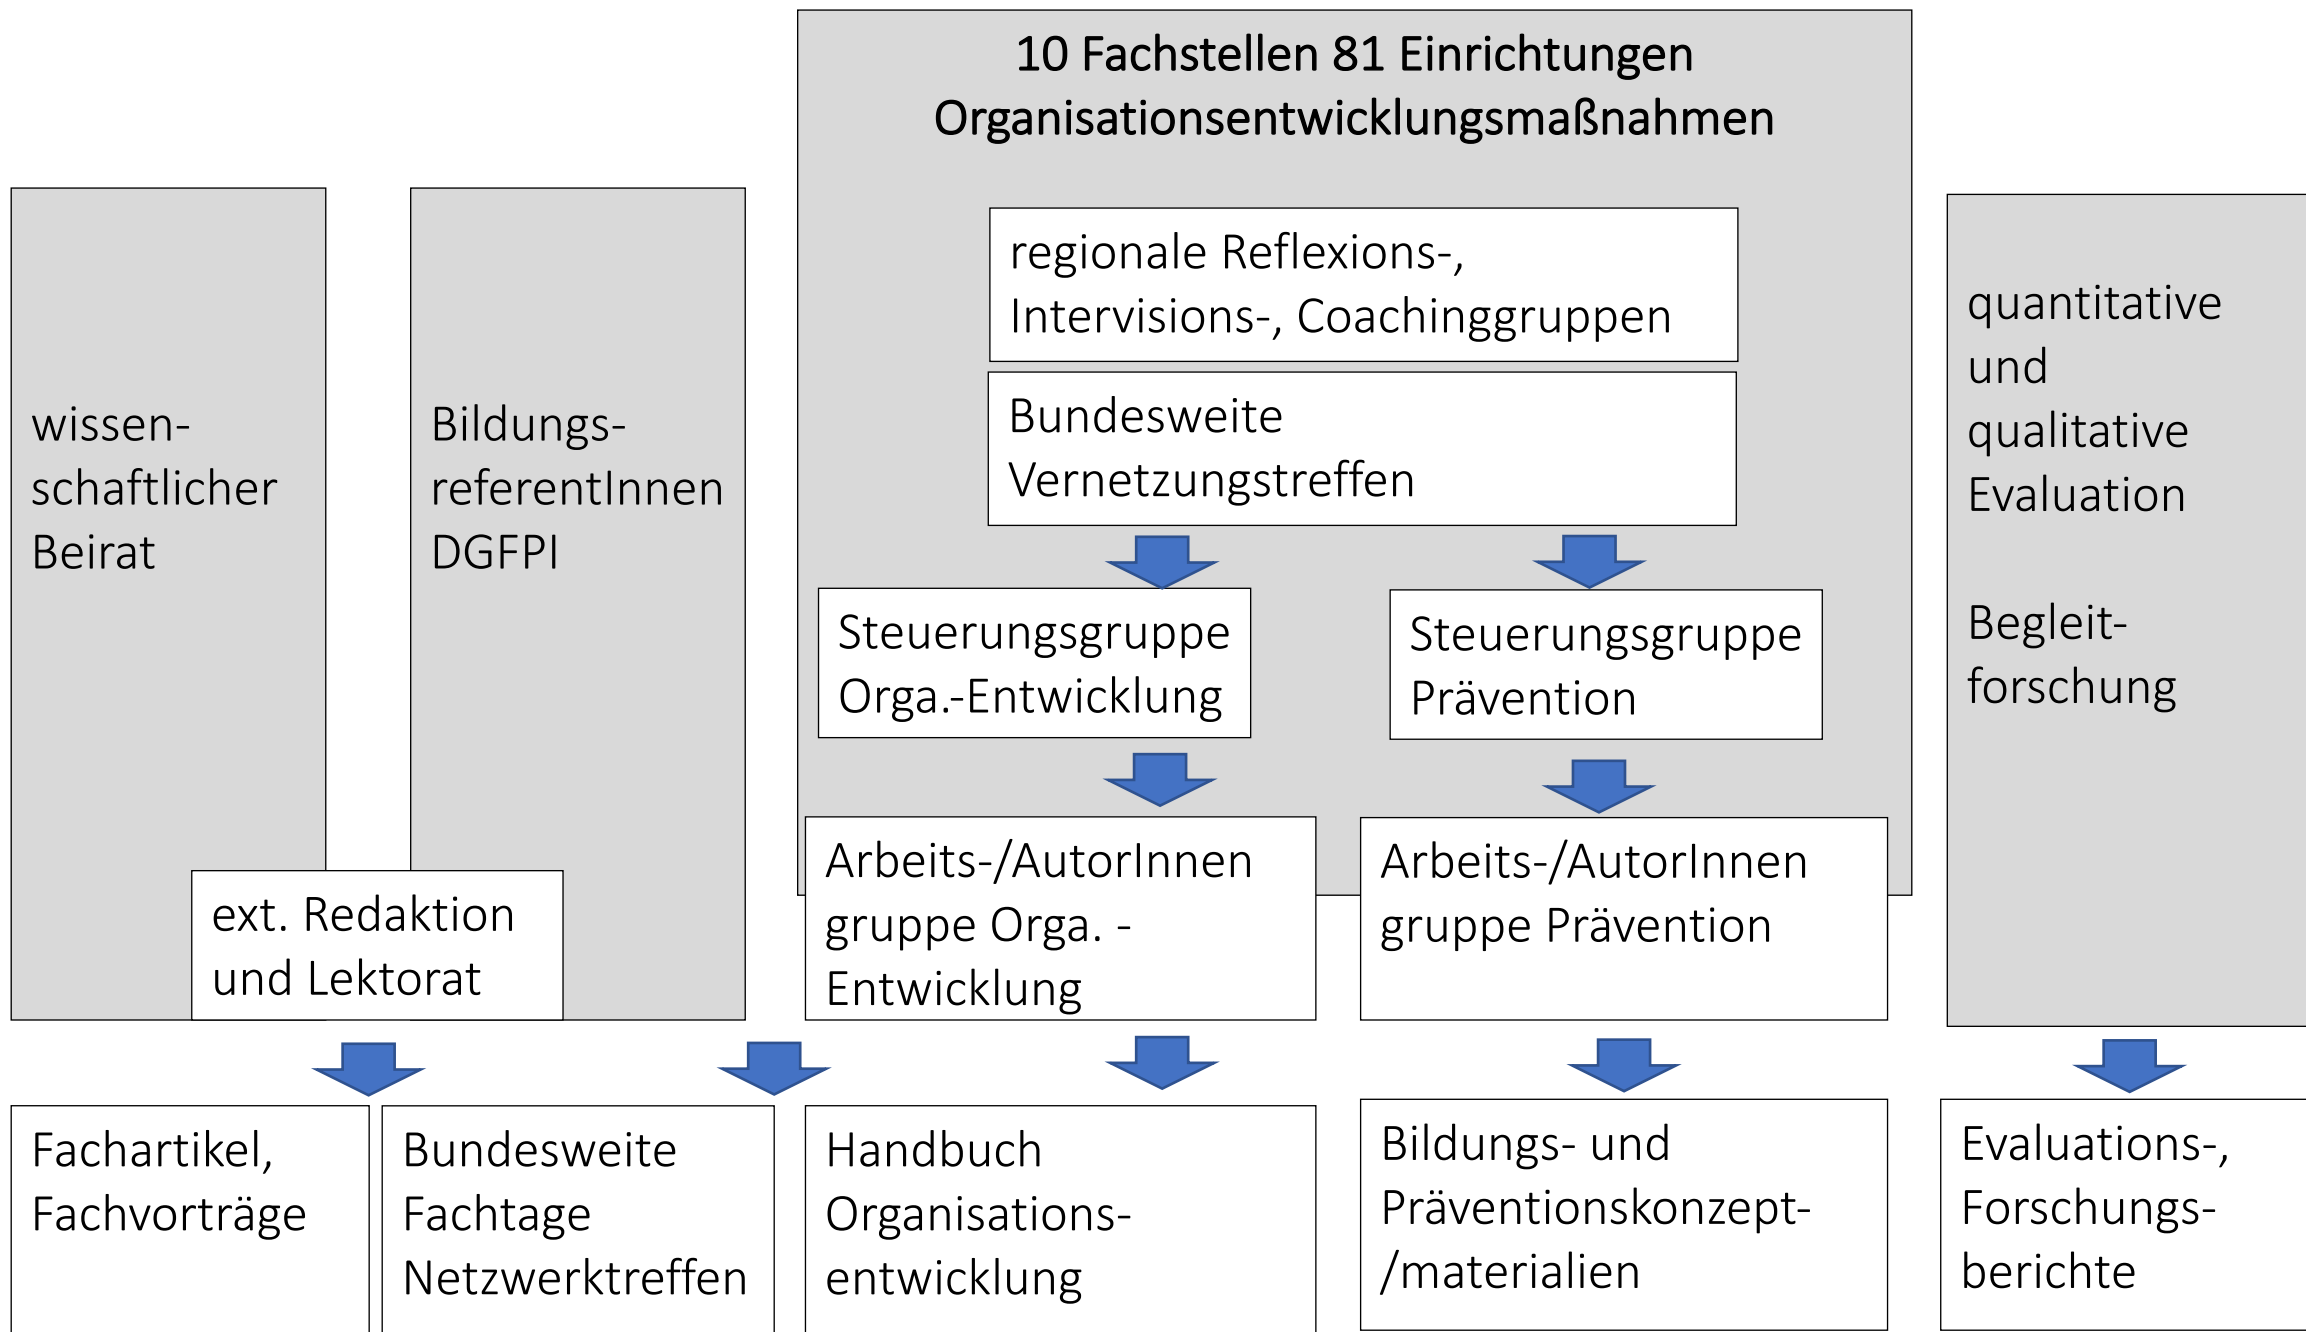 10 Fachstellen 81 Einrichtungen
Organisationsentwicklungsmaßnahmen
wissen-
schaftlicher
Beirat
Bildungs-
referentInnen
DGFPI
regionale Reflexions-,
Intervisions-, Coachinggruppen
Bundesweite
Vernetzungstreffen
Steuerungsgruppe
Orga.-Entwicklung
Steuerungsgruppe
Prävention
quantitative
und
qualitative
Evaluation
Begleit-
forschung
ext. Redaktion
und Lektorat
Arbeits-/AutorInnen
gruppe Orga. -
Entwicklung
Arbeits-/AutorInnen
gruppe Prävention
Fachartikel,
Fachvorträge
Bundesweite
Fachtage
Netzwerktreffen
Handbuch
Organisations-
entwicklung
Bildungs- und
Präventionskonzept-
/materialien
Evaluations-,
Forschungs-
berichte